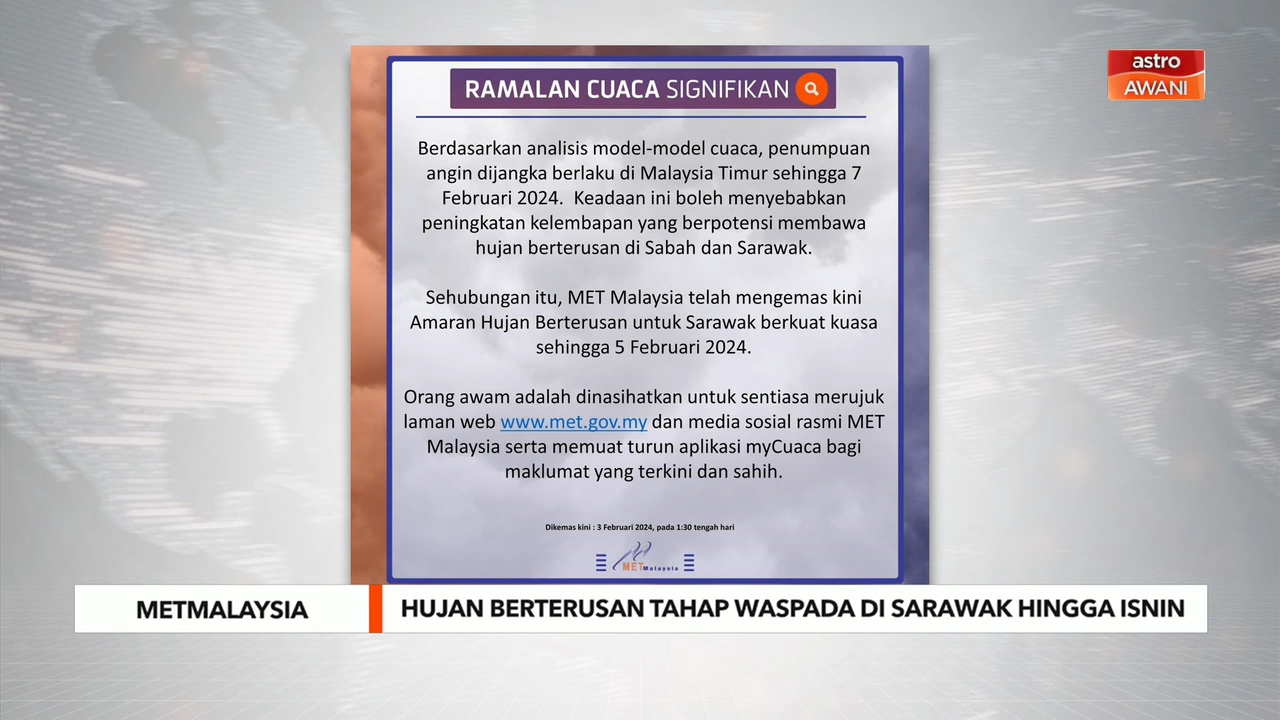 astro
AWANI
RAMALAN CUACA SIGNIFIKAN
Berdasarkan analisis model-model cuaca, penumpuan
angin dijangka berlaku di Malaysia Timur sehingga 7
Februari 2024. Keadaan ini boleh menyebabkan
peningkatan kelembapan yang berpotensi membawa
hujan berterusan di Sabah dan Sarawak.
Sehubungan itu, MET Malaysia telah mengemas kini
Amaran Hujan Berterusan untuk Sarawak berkuat kuasa
sehingga 5 Februari 2024.
Orang awam adalah dinasihatkan untuk sentiasa merujuk
laman web www.met.gov.my dan media sosial rasmi MET
Malaysia serta memuat turun aplikasi myCuaca bagi
maklumat yang terkini dan sahih.
Dikemas kini : 3 Februari 2024, pada 1:30 tengah hari
MET Malaysia
METMALAYSIA
HUJAN BERTERUSAN TAHAP WASPADA DI SARAWAK HINGGA ISNIN